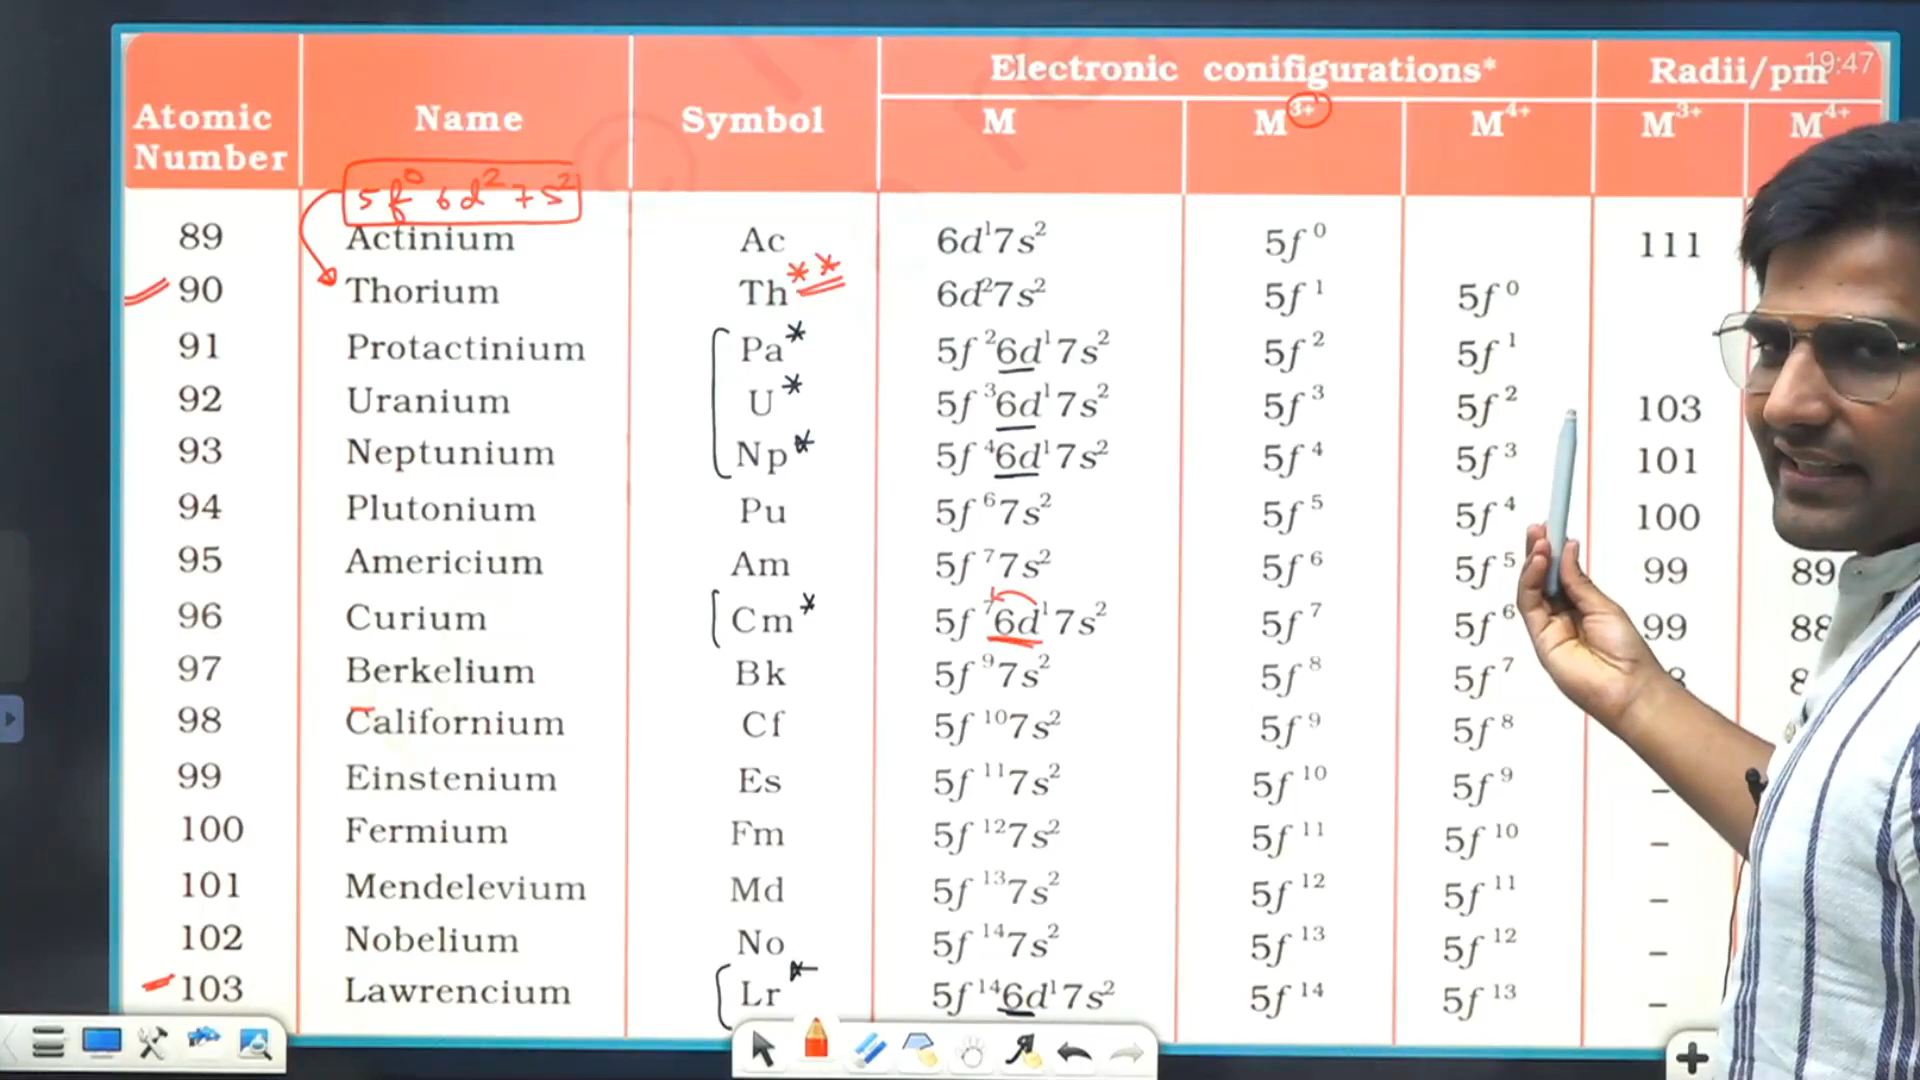 19:47
Electronic conifigurations* Radii/pm
Atomic Number Name Symbol M M³⁺ M⁴⁺ M³⁺ M⁴⁺
5f⁰ 6d² 7s²
89 Actinium Ac 6d¹7s² 5f⁰ 111
90 Thorium Th** 6d²7s² 5f¹ 5f⁰
91 Protactinium Pa* 5f²6d¹7s² 5f² 5f¹
92 Uranium U* 5f³6d¹7s² 5f³ 5f² 103
93 Neptunium Np* 5f⁴6d¹7s² 5f⁴ 5f³ 101
94 Plutonium Pu 5f⁶7s² 5f⁵ 5f⁴ 100
95 Americium Am 5f⁷7s² 5f⁶ 5f⁵ 99 89
96 Curium Cm* 5f⁷6d¹7s² 5f⁷ 5f⁶ 99 88
97 Berkelium Bk 5f⁹7s² 5f⁸ 5f⁷
98 Californium Cf 5f¹⁰7s² 5f⁹ 5f⁸
99 Einstenium Es 5f¹¹7s² 5f¹⁰ 5f⁹ –
100 Fermium Fm 5f¹²7s² 5f¹¹ 5f¹⁰ –
101 Mendelevium Md 5f¹³7s² 5f¹² 5f¹¹ –
102 Nobelium No 5f¹⁴7s² 5f¹³ 5f¹² –
103 Lawrencium Lr* 5f¹⁴6d¹7s² 5f¹⁴ 5f¹³ –